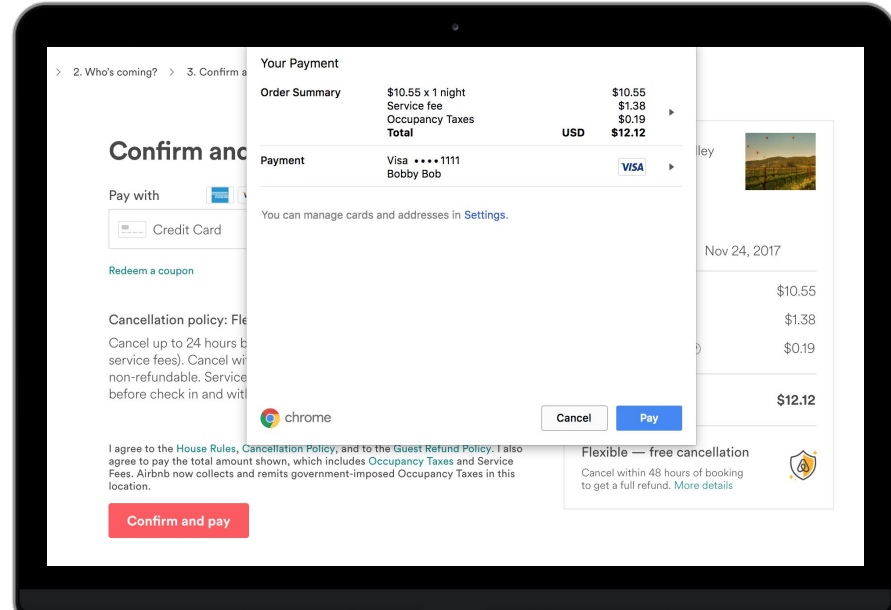 > 2. Who's coming? > 3. Confirm a
Your Payment
Order Summary $10.55 x 1 night $10.55
Service fee $1.38
Occupancy Taxes $0.19
Total USD $12.12
Payment Visa •••• 1111 VISA
Bobby Bob
You can manage cards and addresses in Settings.
chrome
Cancel Pay
Confirm and
Pay with
Credit Card
Redeem a coupon
Cancellation policy: Fle
Cancel up to 24 hours b
service fees). Cancel wi
non-refundable. Service
before check in and wit
I agree to the House Rules, Cancellation Policy, and to the Guest Refund Policy. I also
agree to pay the total amount shown, which includes Occupancy Taxes and Service
Fees. Airbnb now collects and remits government-imposed Occupancy Taxes in this
location.
Confirm and pay
lley
Nov 24, 2017
$10.55
$1.38
$0.19
$12.12
Flexible — free cancellation
Cancel within 48 hours of booking
to get a full refund. More details